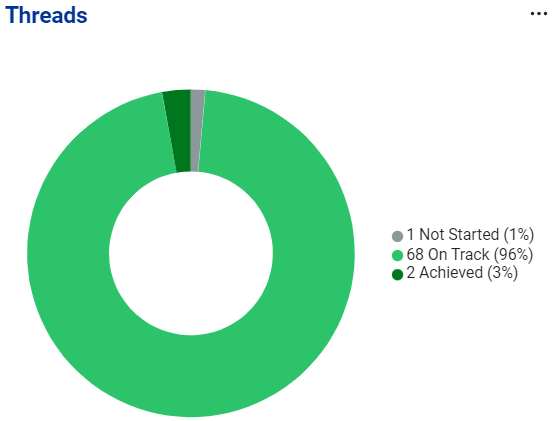 Threads
1 Not Started (1%)
68 On Track (96%)
2 Achieved (3%)